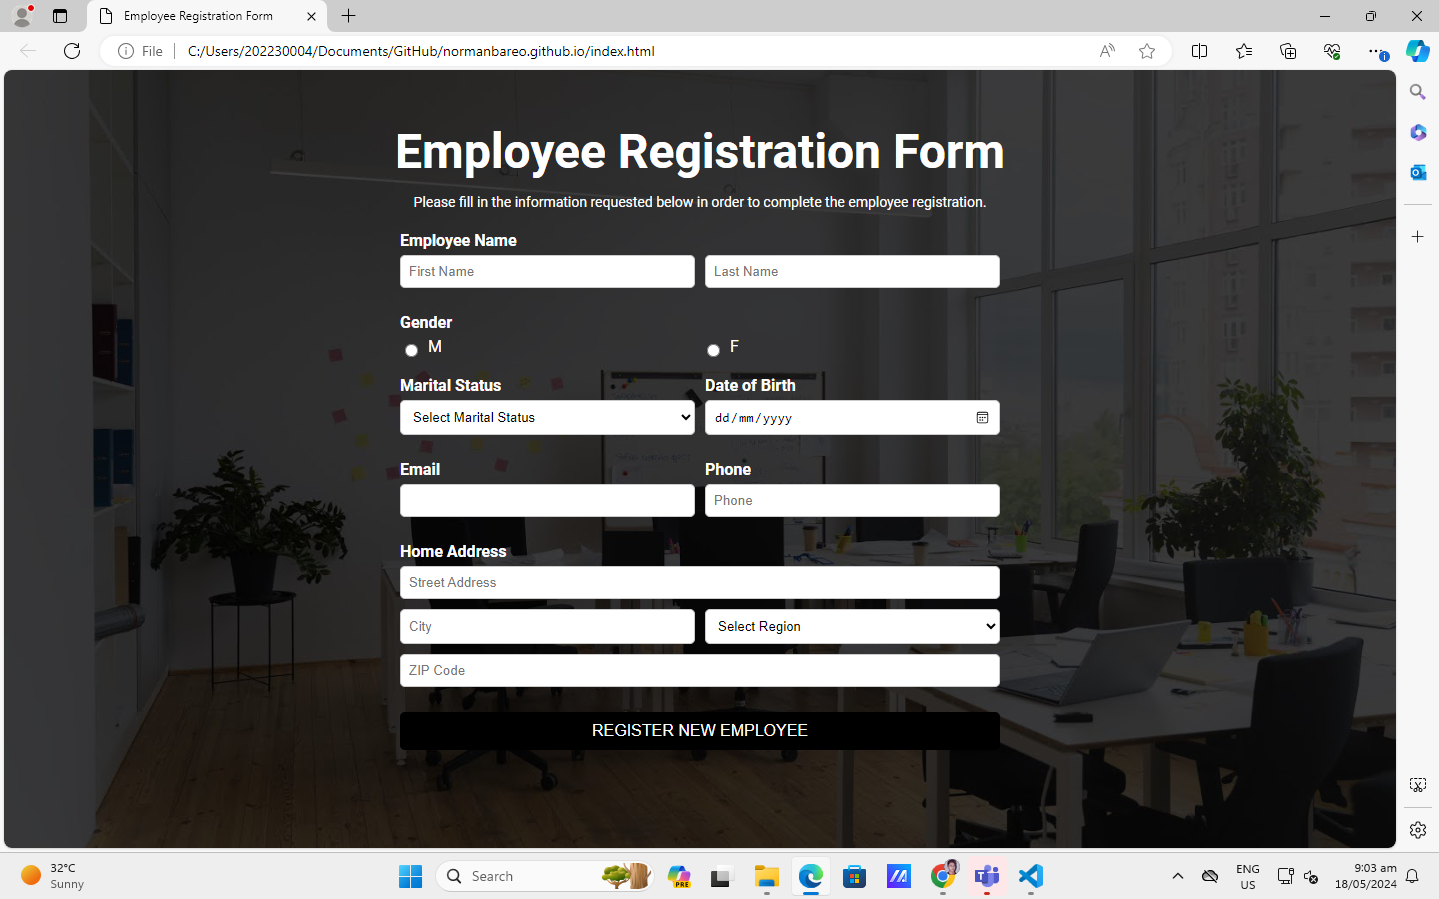 Employee Registration Form
File
C:/Users/202230004/Documents/GitHub/normanbareo.github.io/index.html
Employee Registration Form
Please fill in the information requested below in order to complete the employee registration.
Employee Name
First Name
Last Name
Gender
M
F
Marital Status
Date of Birth
Select Marital Status
dd/mm/yyyy
Email
Phone
Phone
Home Address
Street Address
City
Select Region
ZIP Code
REGISTER NEW EMPLOYEE
32°C
Sunny
Search
PRE
ENG
US
9:03 am
18/05/2024